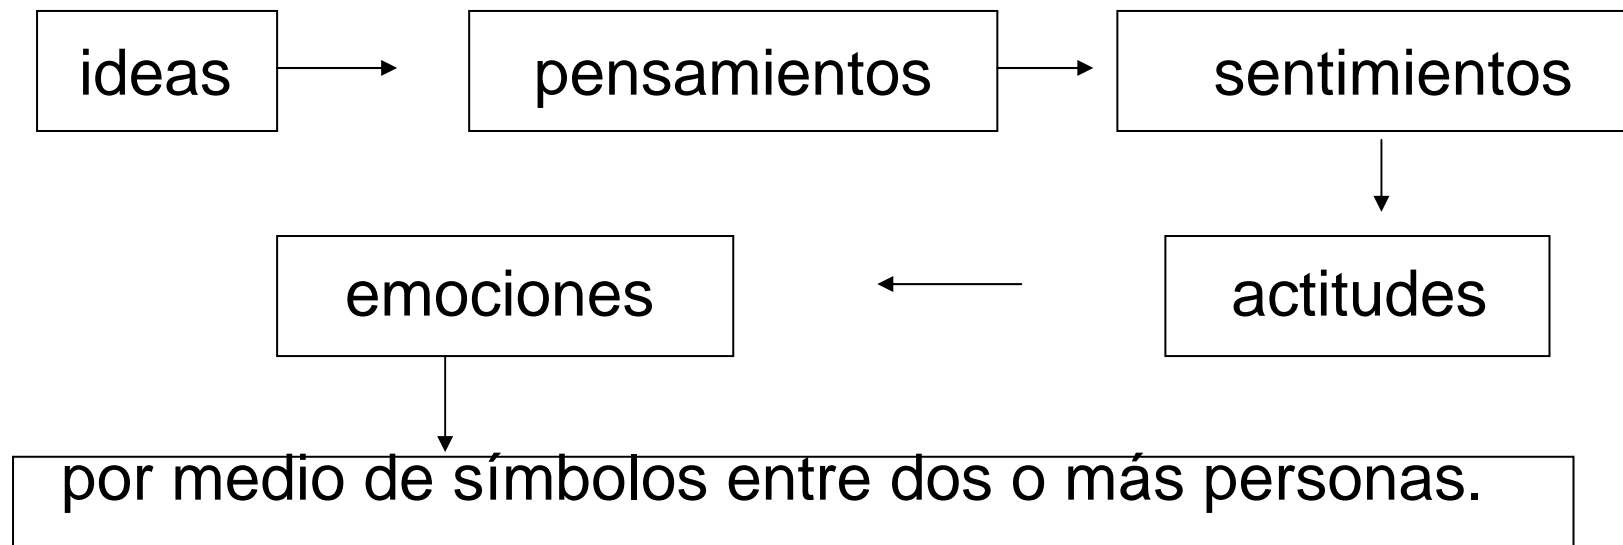 ideas
pensamientos
sentimientos
actitudes
emociones
por medio de símbolos entre dos o más personas.